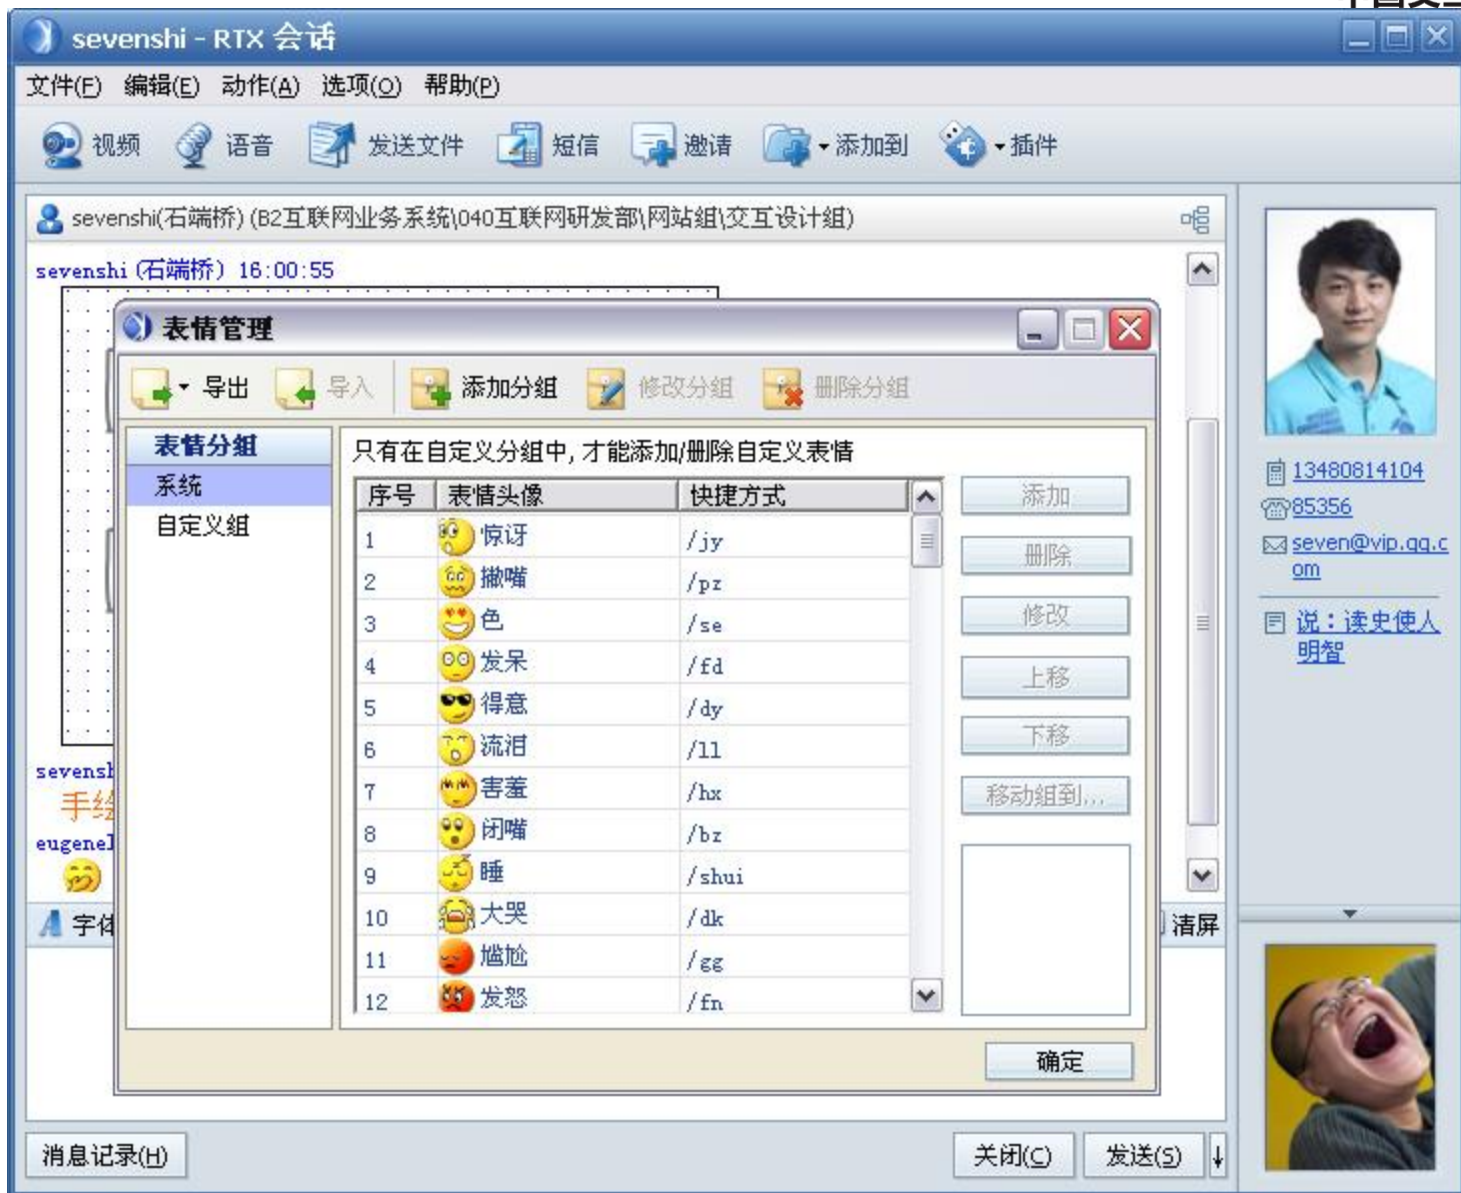 sevenshi - RTX 会话
文件(F) 编辑(E) 动作(A) 选项(O) 帮助(P)
视频 语音 发送文件 短信 邀请 添加到 插件
sevenshi(石端桥) (B2互联网业务系统\040互联网研发部\网站组\交互设计组)
sevenshi (石端桥) 16:00:55
表情管理
导出 导入 添加分组 修改分组 删除分组
表情分组
系统
自定义组
只有在自定义分组中, 才能添加/删除自定义表情
序号 表情头像 快捷方式
1 惊讶 /jy
2 撇嘴 /pz
3 色 /se
4 发呆 /fd
5 得意 /dy
6 流泪 /ll
7 害羞 /hx
8 闭嘴 /bz
9 睡 /shui
10 大哭 /dk
11 尴尬 /gg
12 发怒 /fn
添加
删除
修改
上移
下移
移动组到...
确定
手绘
字体
清屏
消息记录(H)
关闭(C) 发送(S)
13480814104
85356
seven@vip.qq.c
om
说：读史使人
明智